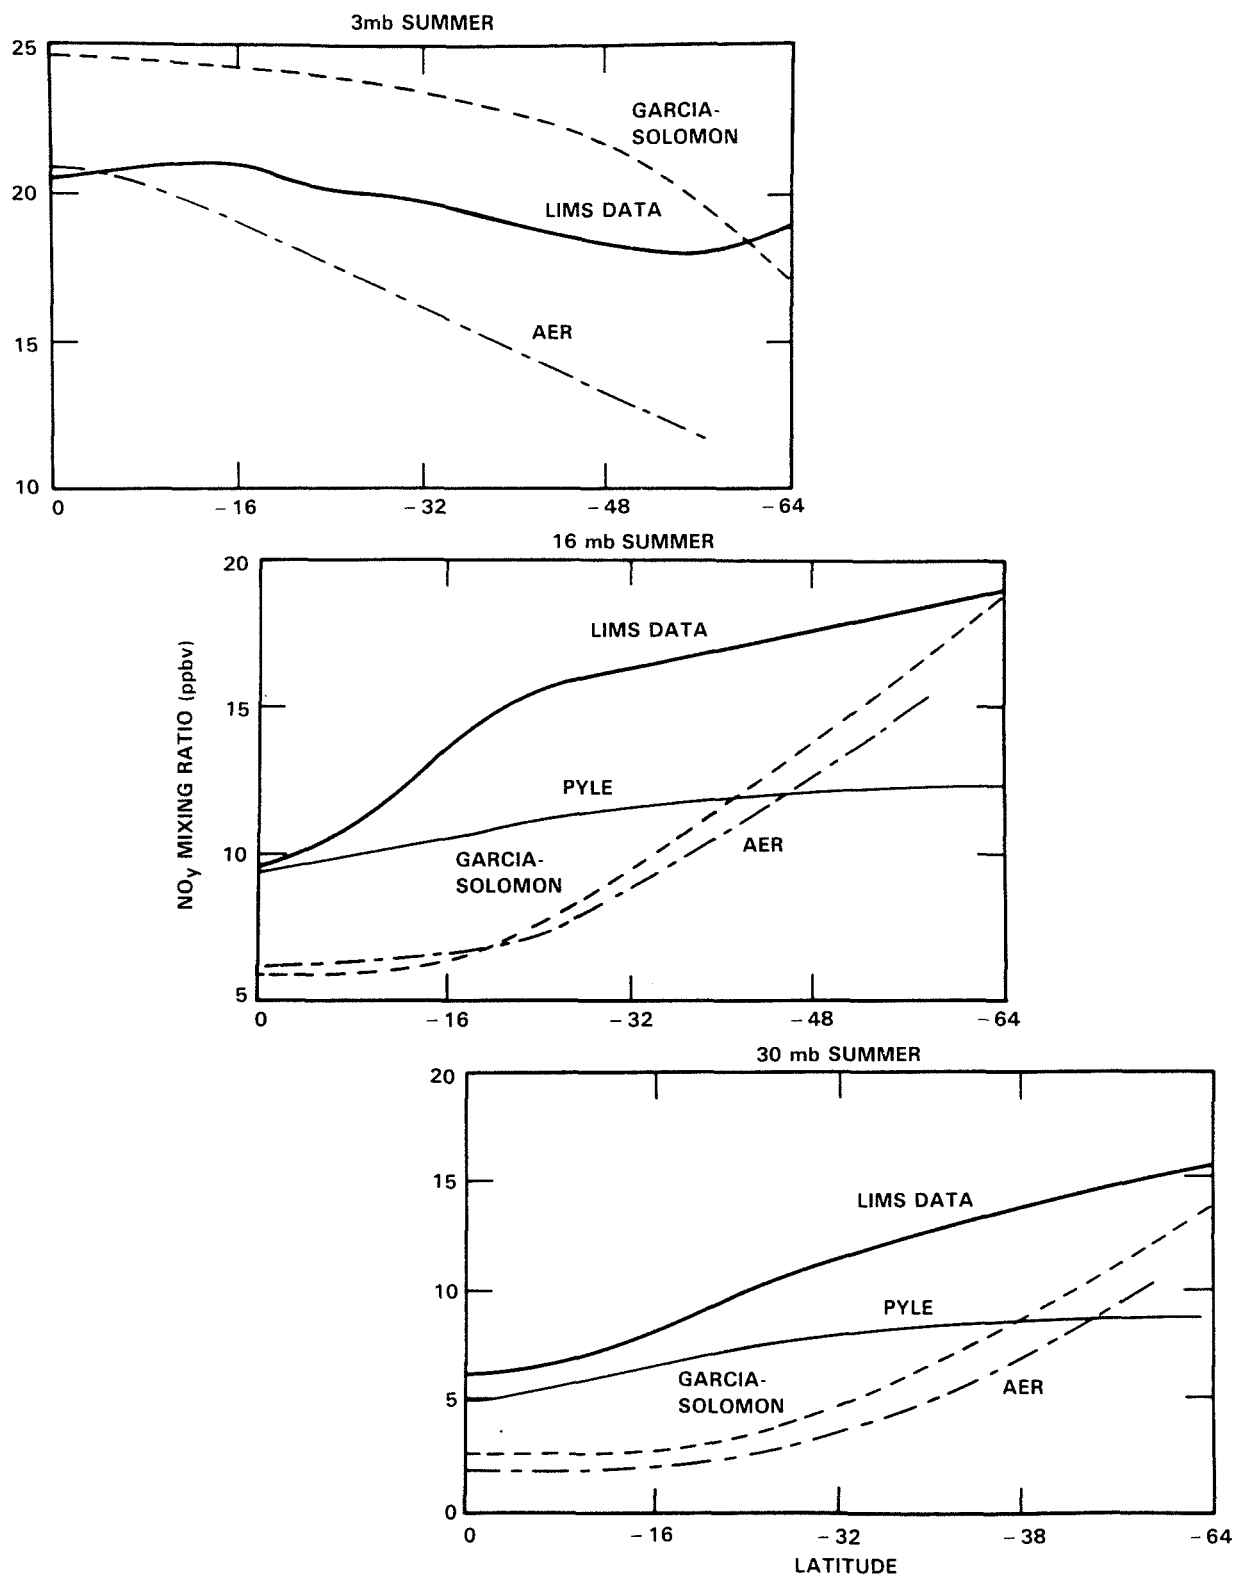 3mb SUMMER
25
20
15
10
GARCIA-
SOLOMON
LIMS DATA
AER
0 −16 −32 −48 −64
16 mb SUMMER
NOy MIXING RATIO (ppbv)
20
15
10
5
LIMS DATA
PYLE
GARCIA-
SOLOMON
AER
0 −16 −32 −48 −64
30 mb SUMMER
20
15
10
5
0
LIMS DATA
PYLE
GARCIA-
SOLOMON
AER
0 −16 −32 −38 −64
LATITUDE